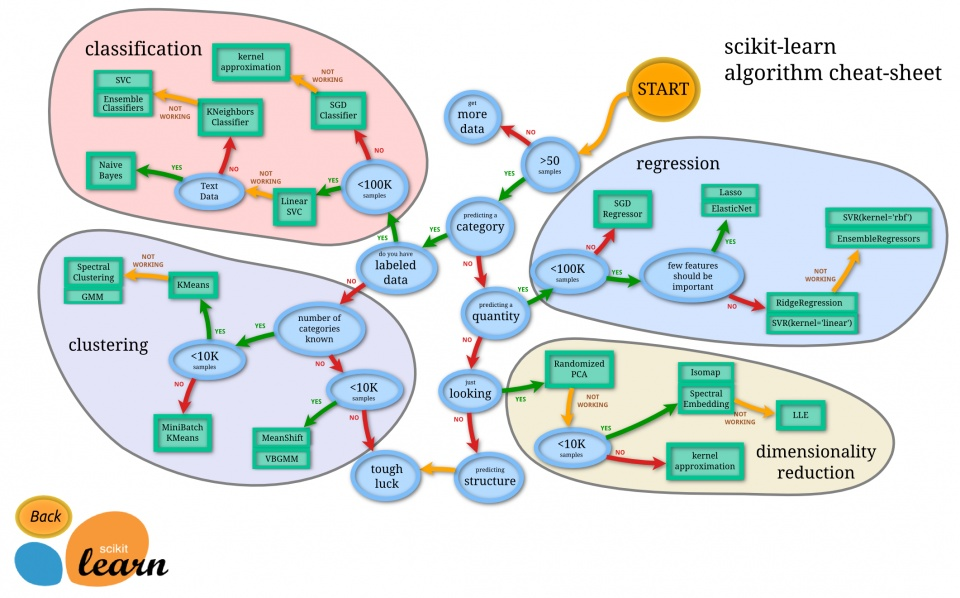 scikit-learn
algorithm cheat-sheet
START
get
more
data
NO
>50
samples
YES
predicting a
category
YES
NO
do you have
labeled
data
YES
NO
predicting a
quantity
YES
NO
just
looking
YES
NO
predicting
structure
tough
luck
classification
kernel
approximation
NOT
WORKING
SVC
Ensemble
Classifiers
NOT
WORKING
KNeighbors
Classifier
SGD
Classifier
NO
Naive
Bayes
YES
NO
Text
Data
NOT
WORKING
Linear
SVC
YES
<100K
samples
regression
SGD
Regressor
Lasso
ElasticNet
SVR(kernel='rbf')
EnsembleRegressors
NO
YES
<100K
samples
YES
few features
should be
important
NOT
WORKING
NO
RidgeRegression
SVR(kernel='linear')
clustering
Spectral
Clustering
GMM
NOT
WORKING
KMeans
YES
number of
categories
known
YES
<10K
samples
NO
NO
<10K
samples
YES
NO
MiniBatch
KMeans
MeanShift
VBGMM
dimensionality
reduction
Randomized
PCA
NOT
WORKING
Isomap
Spectral
Embedding
NOT
WORKING
LLE
YES
<10K
samples
NO
kernel
approximation
Back
scikit
learn